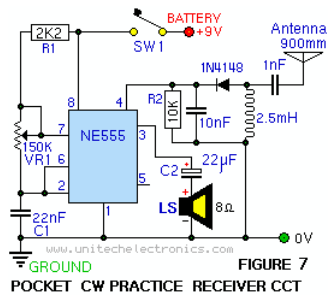 BATTERY
+9V
2K2
R1
SW1
Antenna
900mm
1N4148
1nF
8
4
R2
10K
10nF
2.5mH
7
NE555
3
150K
VR1
6
2
5
C2
22µF
22nF
C1
1
LS
8Ω
0V
www.unitechelectronics.com
GROUND
FIGURE 7
POCKET CW PRACTICE RECEIVER CCT